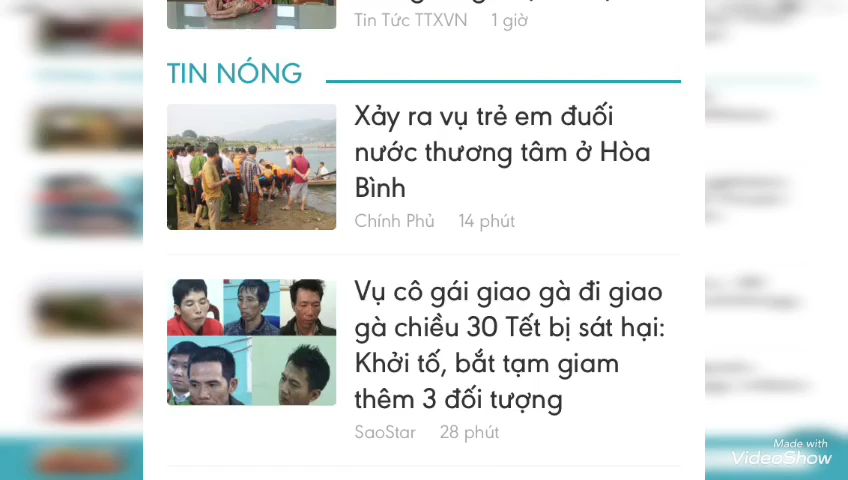 Tin Tức TTXVN 1 giờ
TIN NÓNG
Xảy ra vụ trẻ em đuối
nước thương tâm ở Hòa
Bình
Chính Phủ 14 phút
Vụ cô gái giao gà đi giao
gà chiều 30 Tết bị sát hại:
Khởi tố, bắt tạm giam
thêm 3 đối tượng
SaoStar 28 phút
Made with
VideoShow